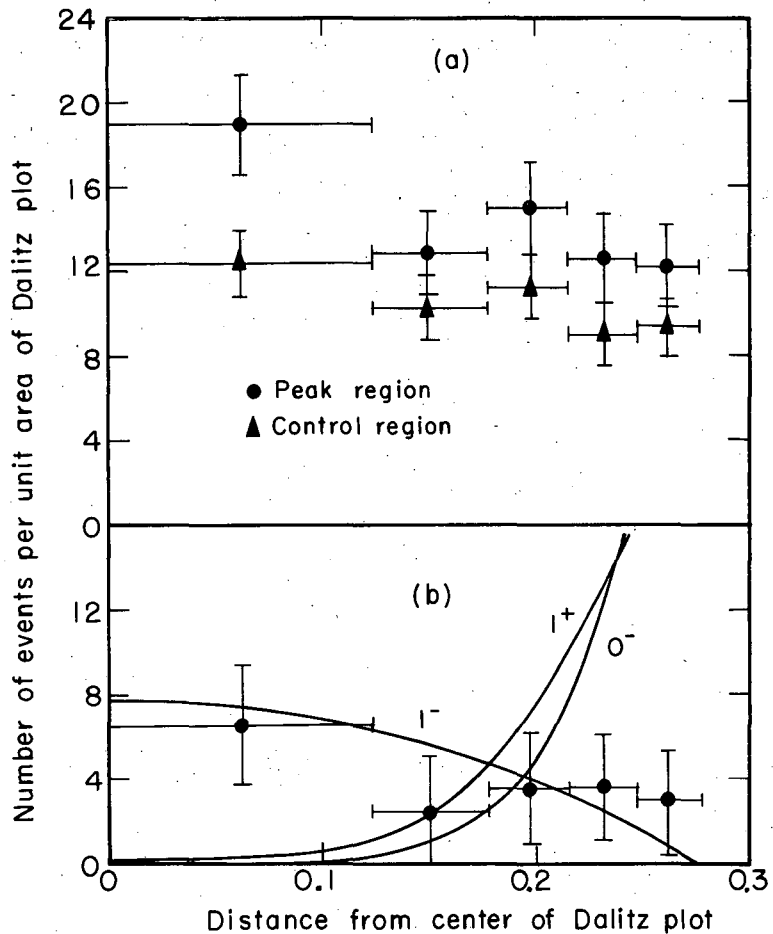 Number of events per unit area of Dalitz plot
24
(a)
20
16
12
8
● Peak region
▲ Control region
4
0
(b)
12
1⁺
0⁻
8
1⁻
4
0
0 0.1 0.2 0.3
Distance from center of Dalitz plot